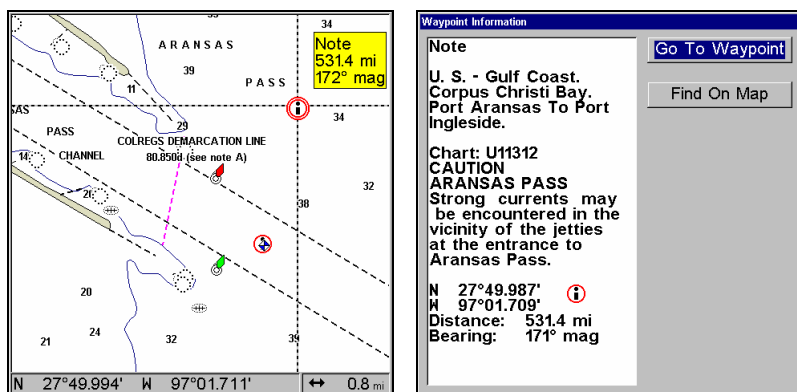 33
34
ARANSAS
Note
531.4 mi
172° mag
39
PASS
11
34
29
PASS
COLREGS DEMARCATION LINE
80.850d (see note A)
14
CHANNEL
32
38
20
21
24
32
39
N 27°49.994' W 97°01.711' ↔ 0.8 mi
Waypoint Information
Note
U. S. - Gulf Coast.
Corpus Christi Bay.
Port Aransas To Port
Ingleside.
Chart: U11312
CAUTION
ARANSAS PASS
Strong currents may
be encountered in the
vicinity of the jetties
at the entrance to
Aransas Pass.
N 27°49.987'
W 97°01.709'
Distance: 531.4 mi
Bearing: 171° mag
Go To Waypoint
Find On Map